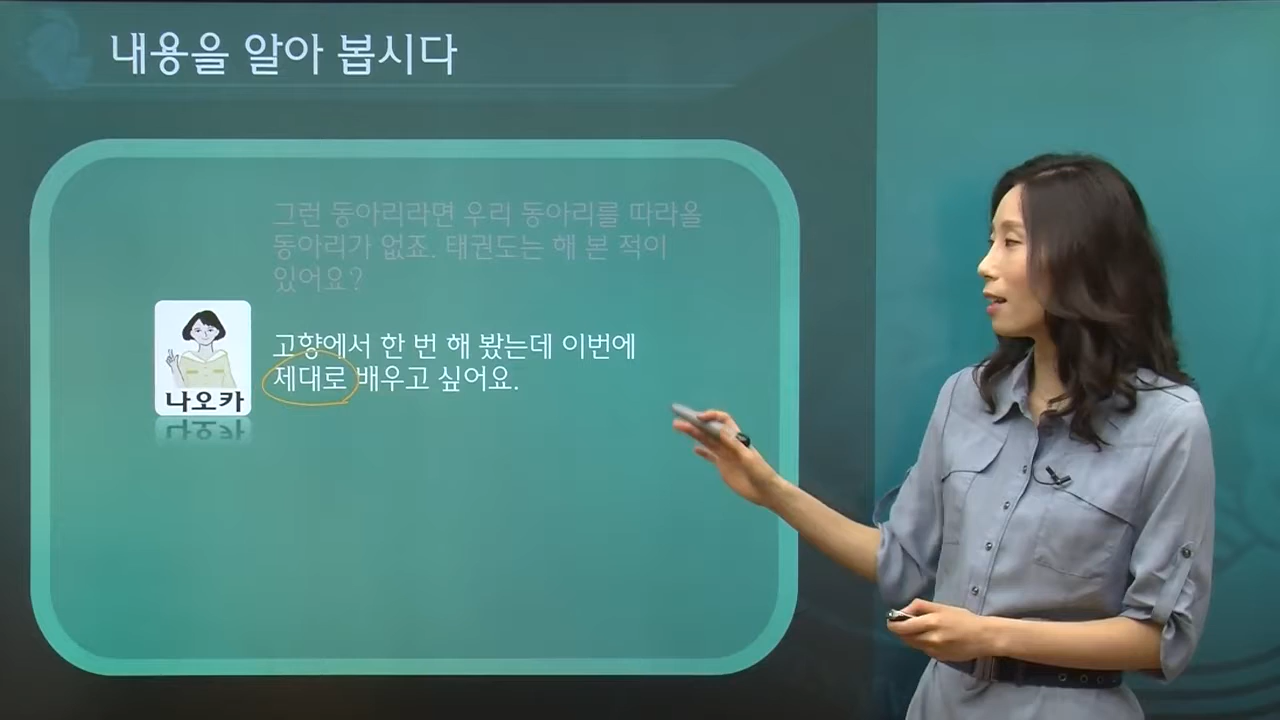 내용을 알아 봅시다
그런 동아리라면 우리 동아리를 따라올
동아리가 없죠. 태권도는 해 본 적이
있어요?
고향에서 한 번 해 봤는데 이번에
제대로 배우고 싶어요.
나오카